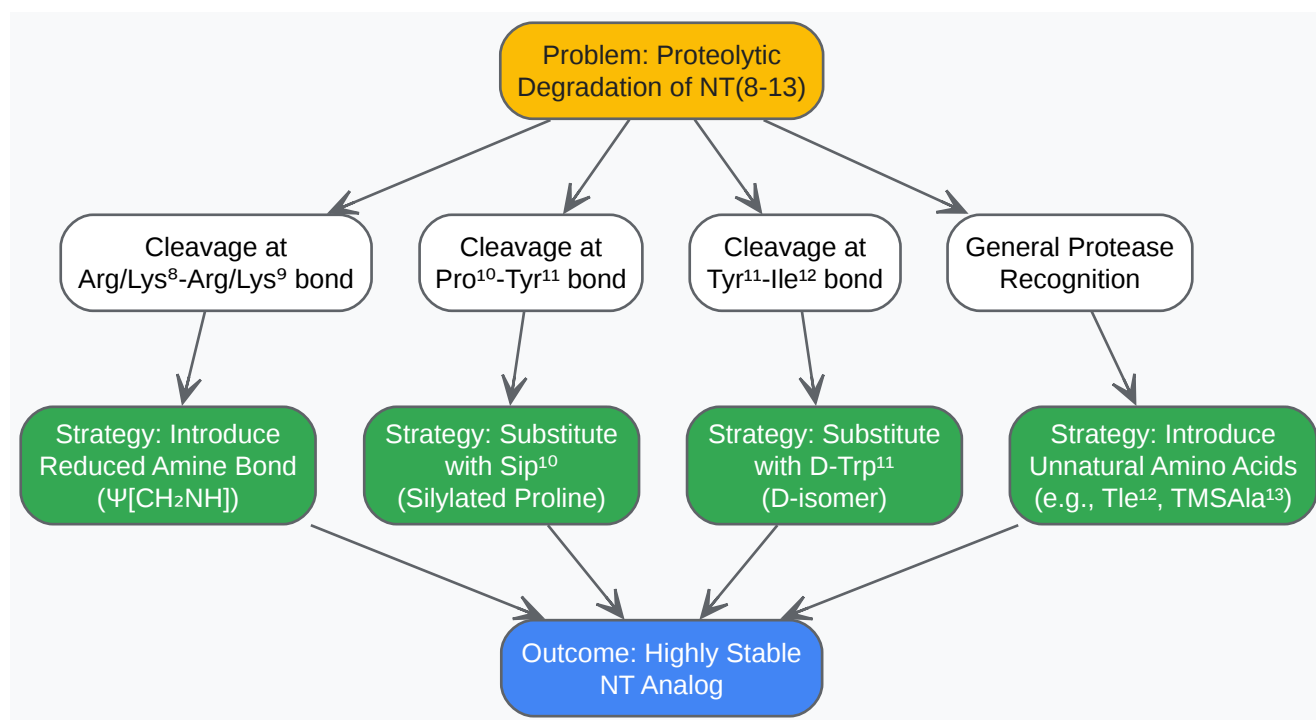 Problem: Proteolytic
Degradation of NT(8-13)
Cleavage at
Arg/Lys⁸-Arg/Lys⁹ bond
Cleavage at
Pro¹⁰-Tyr¹¹ bond
Cleavage at
Tyr¹¹-Ile¹² bond
General Protease
Recognition
Strategy: Introduce
Reduced Amine Bond
(Ψ[CH₂NH])
Strategy: Substitute
with Sip¹⁰
(Silylated Proline)
Strategy: Substitute
with D-Trp¹¹
(D-isomer)
Strategy: Introduce
Unnatural Amino Acids
(e.g., Tle¹², TMSAla¹³)
Outcome: Highly Stable
NT Analog